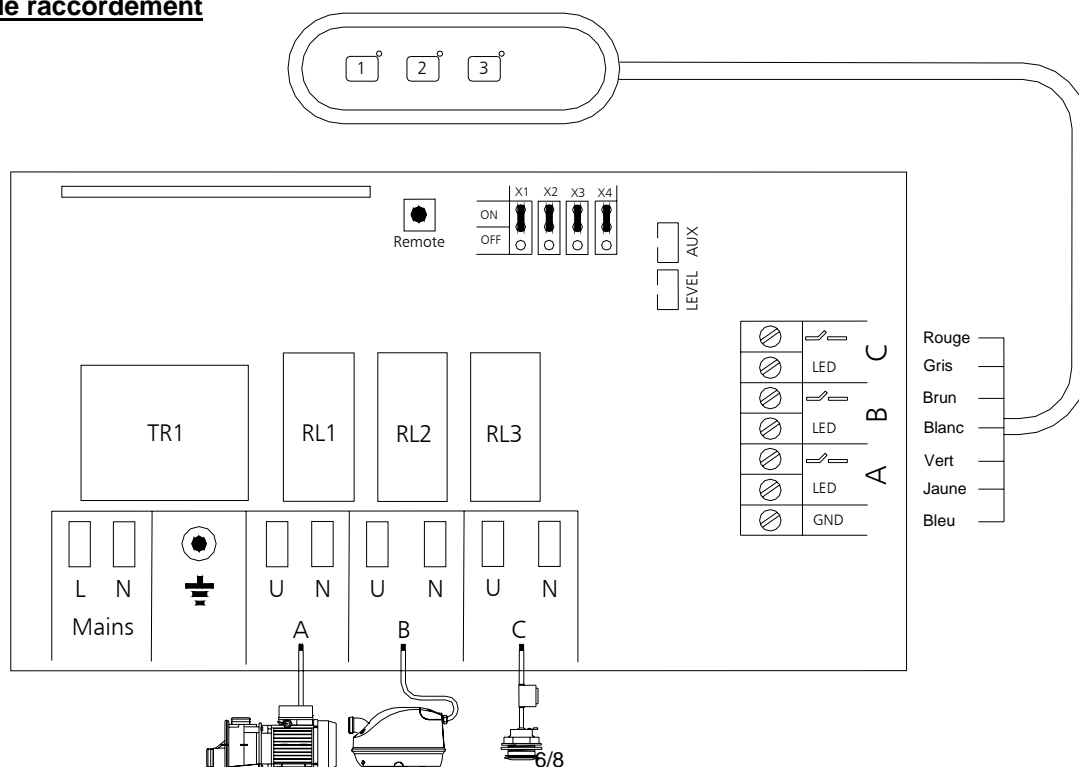 le raccordement
1 2 3
X1 X2 X3 X4
ON
OFF
Remote
AUX
LEVEL
C
LED
B
LED
A
LED
GND
Rouge
Gris
Brun
Blanc
Vert
Jaune
Bleu
TR1 RL1 RL2 RL3
L N U N U N U N
Mains A B C
6/8